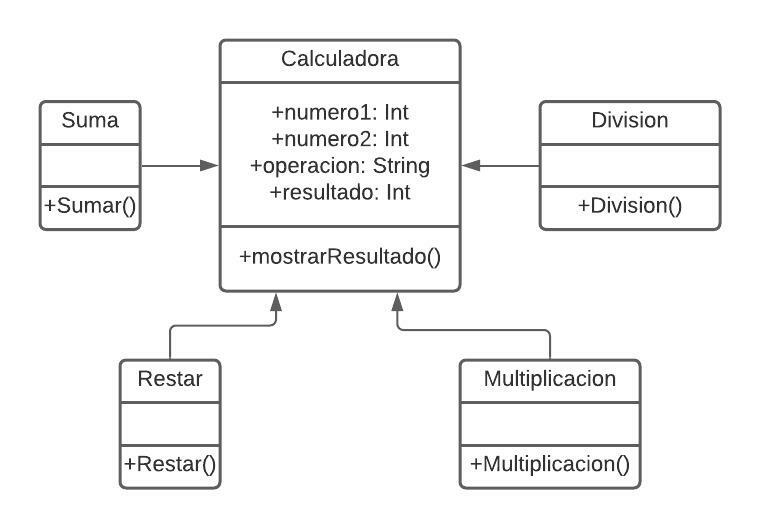 Calculadora
+numero1: Int
+numero2: Int
+operacion: String
+resultado: Int
+mostrarResultado()
Suma
+Sumar()
Division
+Division()
Restar
+Restar()
Multiplicacion
+Multiplicacion()